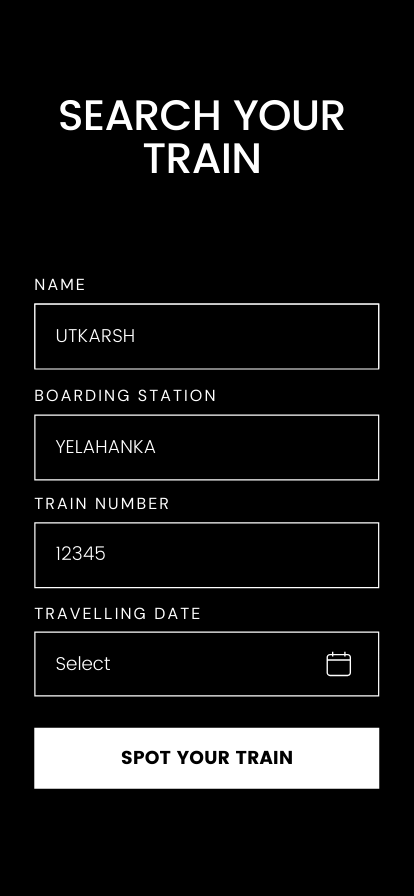 SEARCH YOUR
TRAIN
NAME
UTKARSH
BOARDING STATION
YELAHANKA
TRAIN NUMBER
12345
TRAVELLING DATE
Select
SPOT YOUR TRAIN